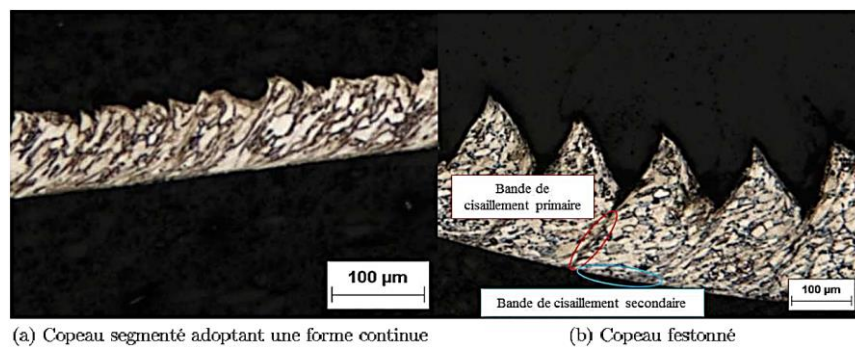 Bande de
cisaillement primaire
100 µm
100 µm
Bande de cisaillement secondaire
(a) Copeau segmenté adoptant une forme continue
(b) Copeau festonné